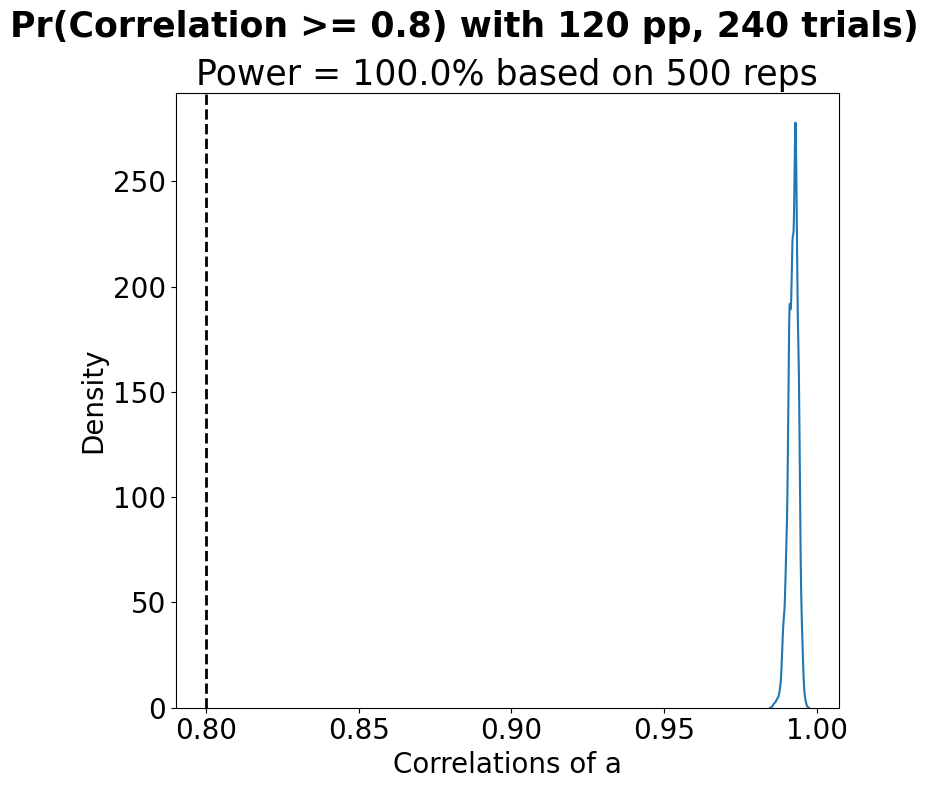 Pr(Correlation >= 0.8) with 120 pp, 240 trials)
Power = 100.0% based on 500 reps
250
200
150
100
50
0
Density
0.80 0.85 0.90 0.95 1.00
Correlations of a